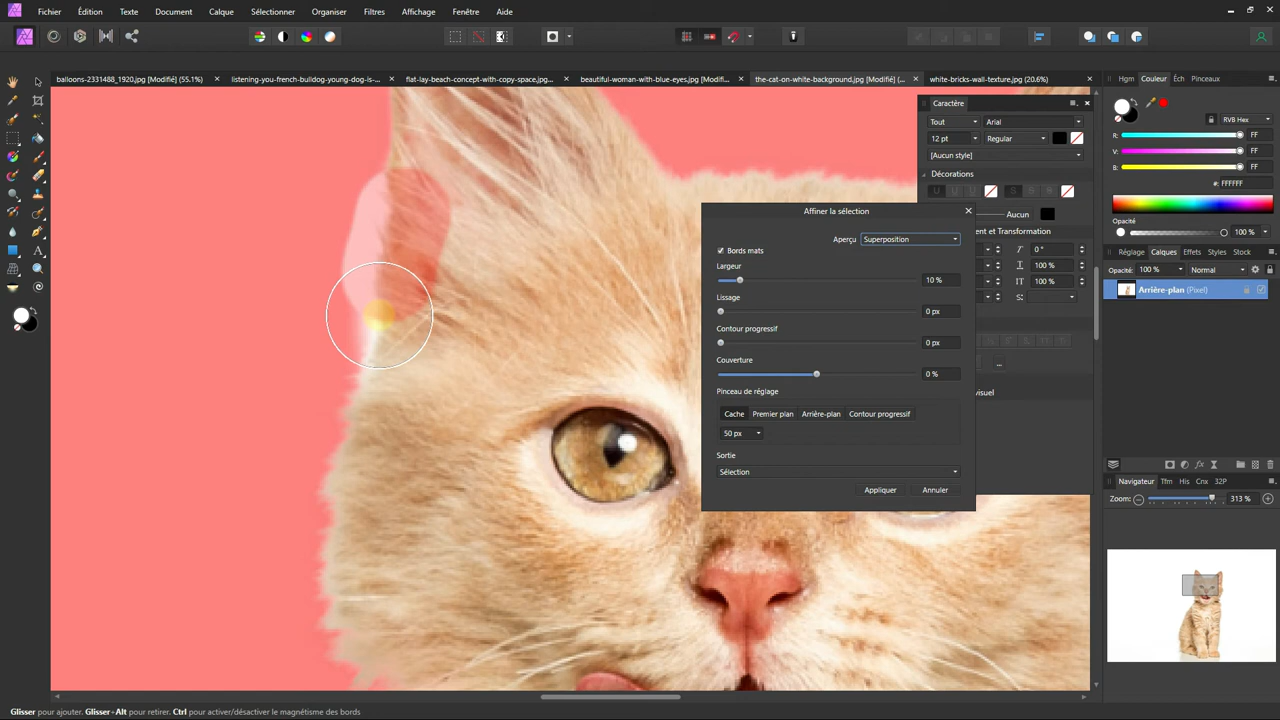 Fichier Édition Texte Document Calque Sélectionner Organiser Filtres Affichage Fenêtre Aide
balloons-2331488_1920.jpg [Modifié] (55.1%)
listening-you-french-bulldog-young-dog-is-...
flat-lay-beach-concept-with-copy-space.jpg...
beautiful-woman-with-blue-eyes.jpg [Modifié]...
the-cat-on-white-background.jpg [Modifié] ...
white-bricks-wall-texture.jpg (20.6%)
Hgm Couleur Éch Pinceaux
Caractère
Tout Arial
12 pt Regular
[Aucun style]
Décorations
Aucun
ent et Transformation
0 °
100 %
100 %
S:
...
visuel
RVB Hex
R: FF
V: FF
B: FF
#: FFFFFF
Opacité
100 %
Réglage Calques Effets Styles Stock
Opacité: 100 % Normal
Arrière-plan (Pixel)
Affiner la sélection
Aperçu Superposition
Bords mats
Largeur
10 %
Lissage
0 px
Contour progressif
0 px
Couverture
0 %
Pinceau de réglage
Cache Premier plan Arrière-plan Contour progressif
50 px
Sortie
Sélection
Appliquer Annuler
Navigateur Tfm His Cnx 32P
Zoom: 313 %
Glisser pour ajouter. Glisser+Alt pour retirer. Ctrl pour activer/désactiver le magnétisme des bords